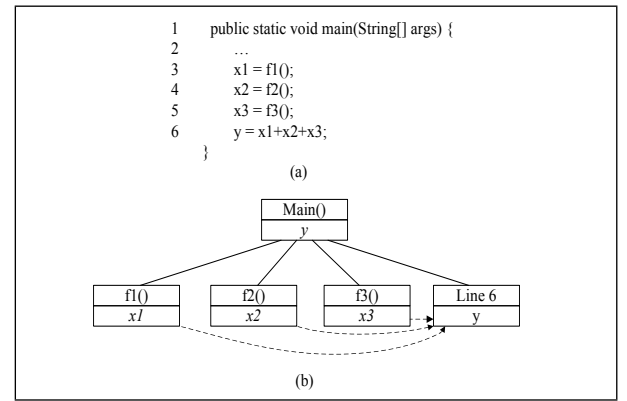 1 public static void main(String[] args) {
2 …
3 x1 = f1();
4 x2 = f2();
5 x3 = f3();
6 y = x1+x2+x3;
}
(a)
Main()
y
f1() f2() f3() Line 6
x1 x2 x3 y
(b)